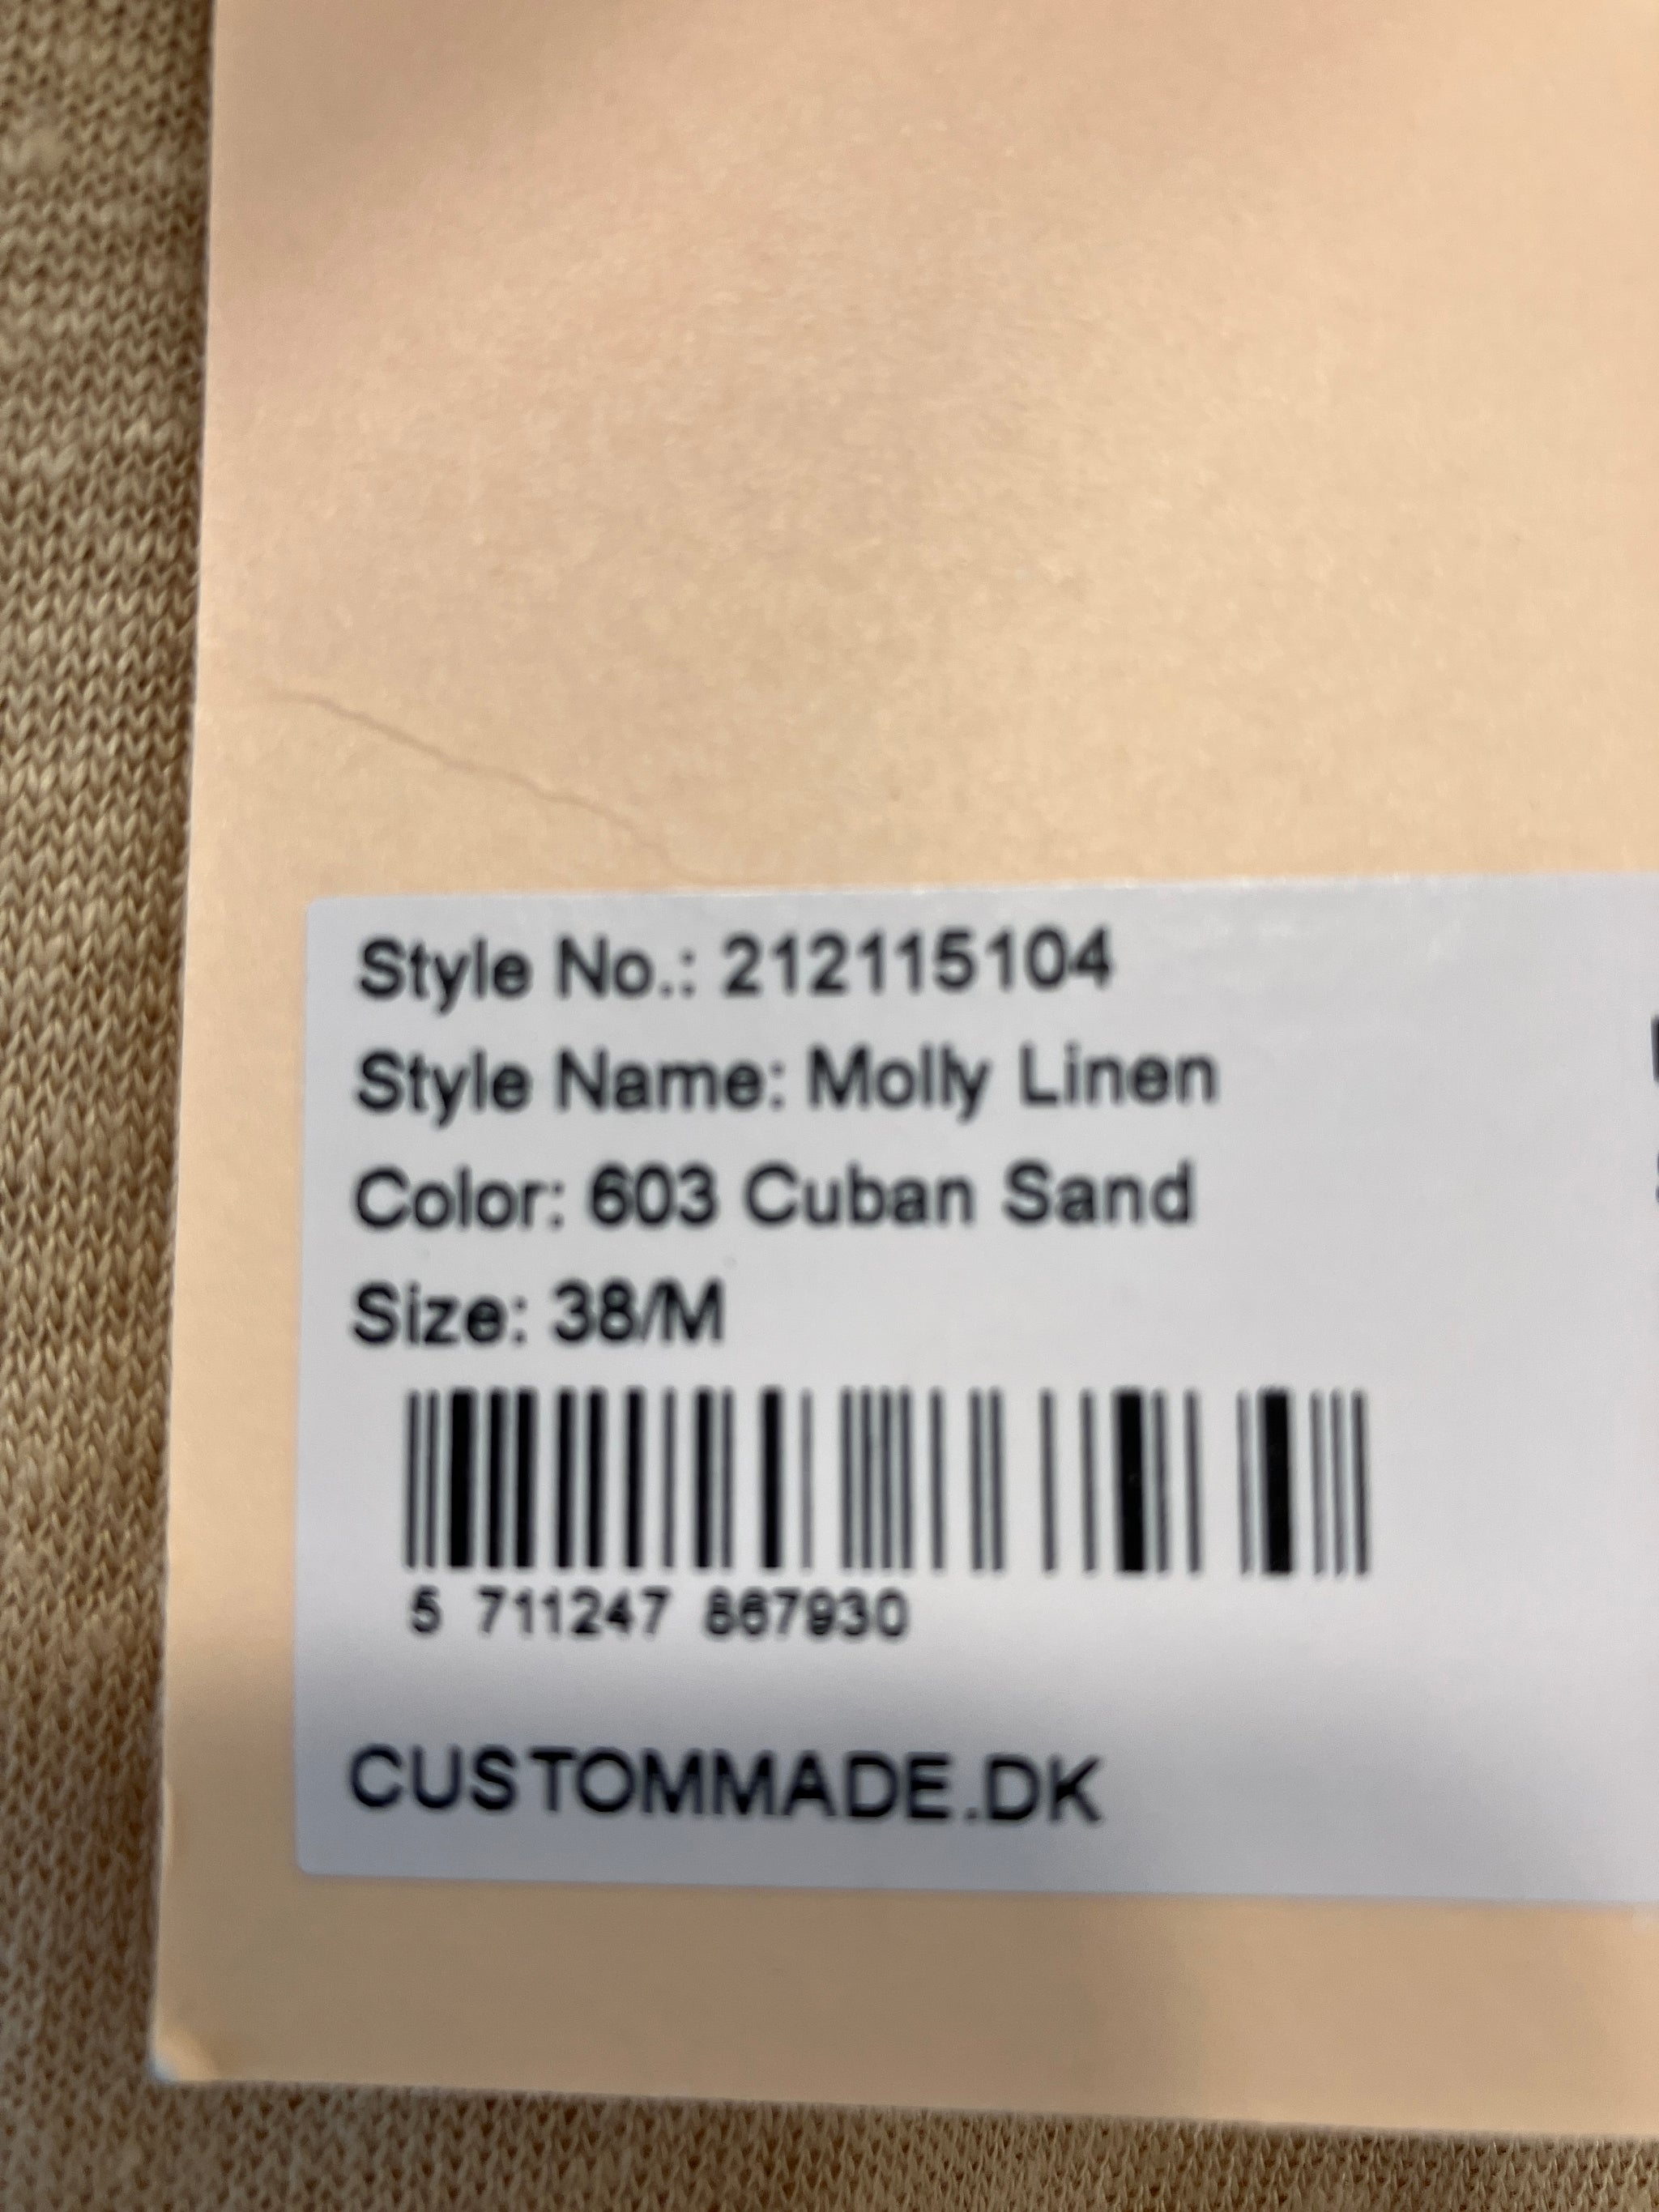 Style No.: 212115104
Style Name: Molly Linen
Color: 603 Cuban Sand
Size: 38/M
5 711247 867930
CUSTOMMADE.DK